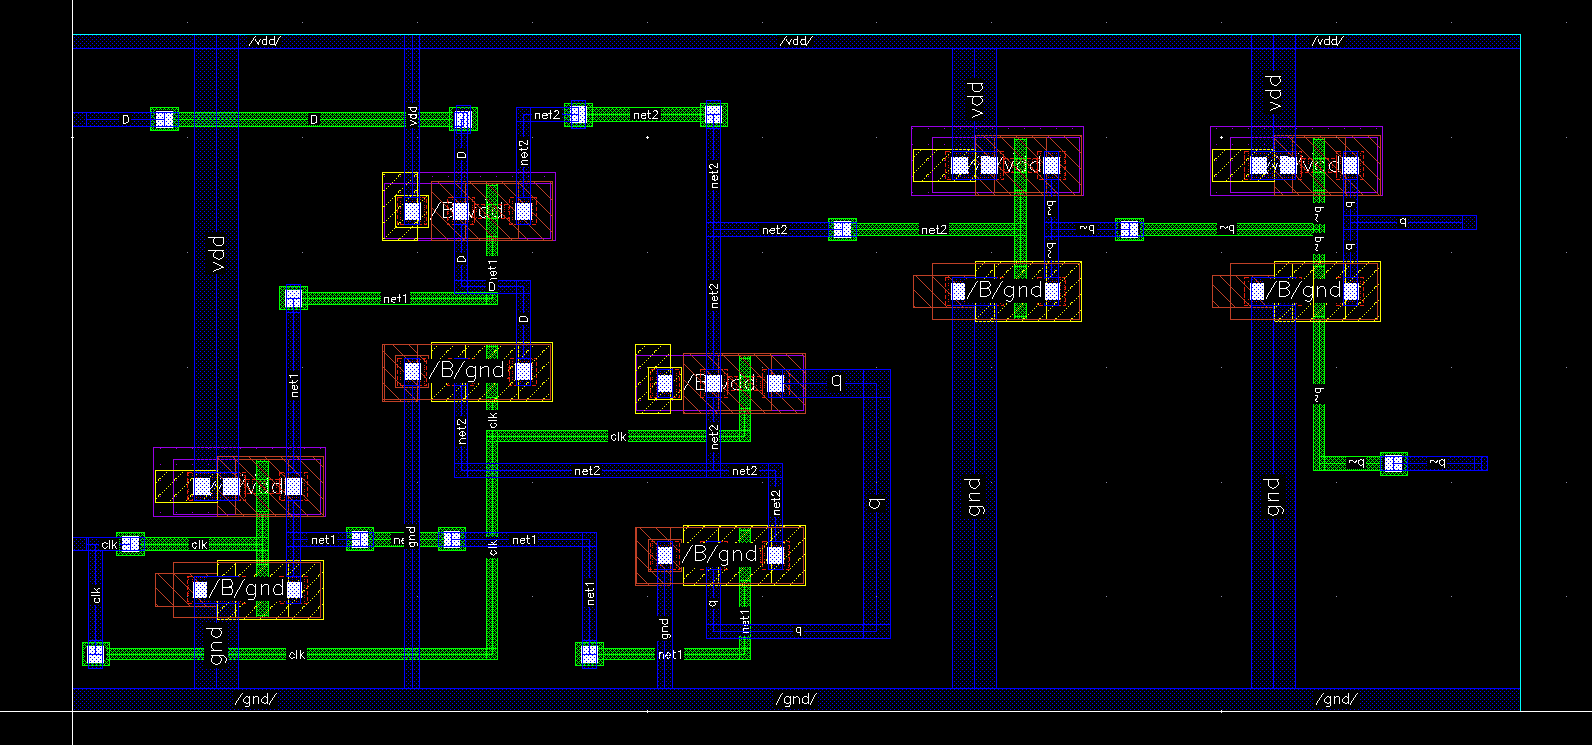 /vdd/ /vdd/ /vdd/
vdd vdd
D D vdd net2 net2
D net2
/vdd /vdd
/B/vdd net2
~q q q
net2 net2 ~q ~q q
vdd D net1 ~q ~q q
D
net1 net2
/B/gnd /B/gnd
D
/B/gnd /B/vdd q
net1 ~q
clk net2 net2
clk
net2 net2 ~q ~q
/vdd
gnd net2 q gnd
clk clk net1 gnd clk net1
/B/gnd /B/gnd
clk net1 q
gnd net1 q
gnd clk net1
/gnd/ /gnd/ /gnd/